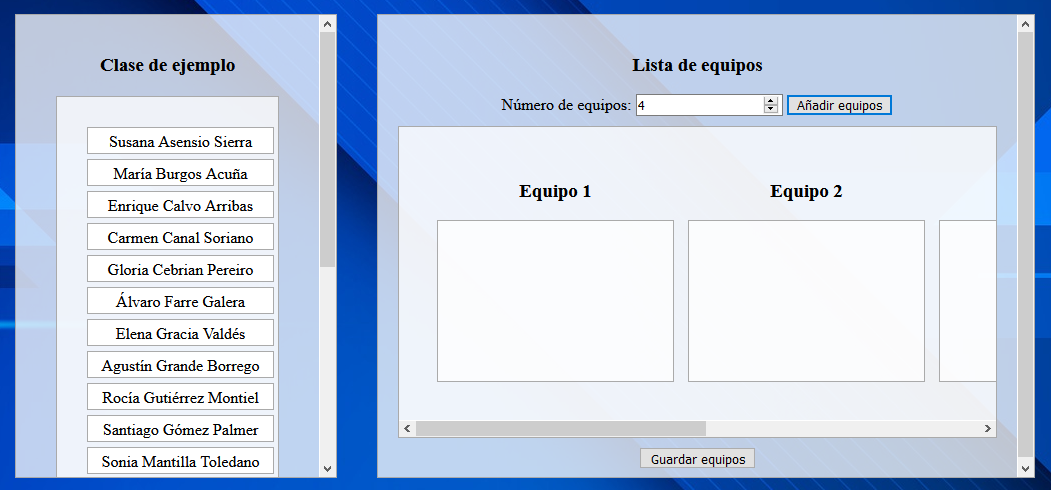 Clase de ejemplo
Susana Asensio Sierra
María Burgos Acuña
Enrique Calvo Arribas
Carmen Canal Soriano
Gloria Cebrian Pereiro
Álvaro Farre Galera
Elena Gracia Valdés
Agustín Grande Borrego
Rocía Gutiérrez Montiel
Santiago Gómez Palmer
Sonia Mantilla Toledano
Lista de equipos
Número de equipos: 4 Añadir equipos
Equipo 1 Equipo 2
Guardar equipos